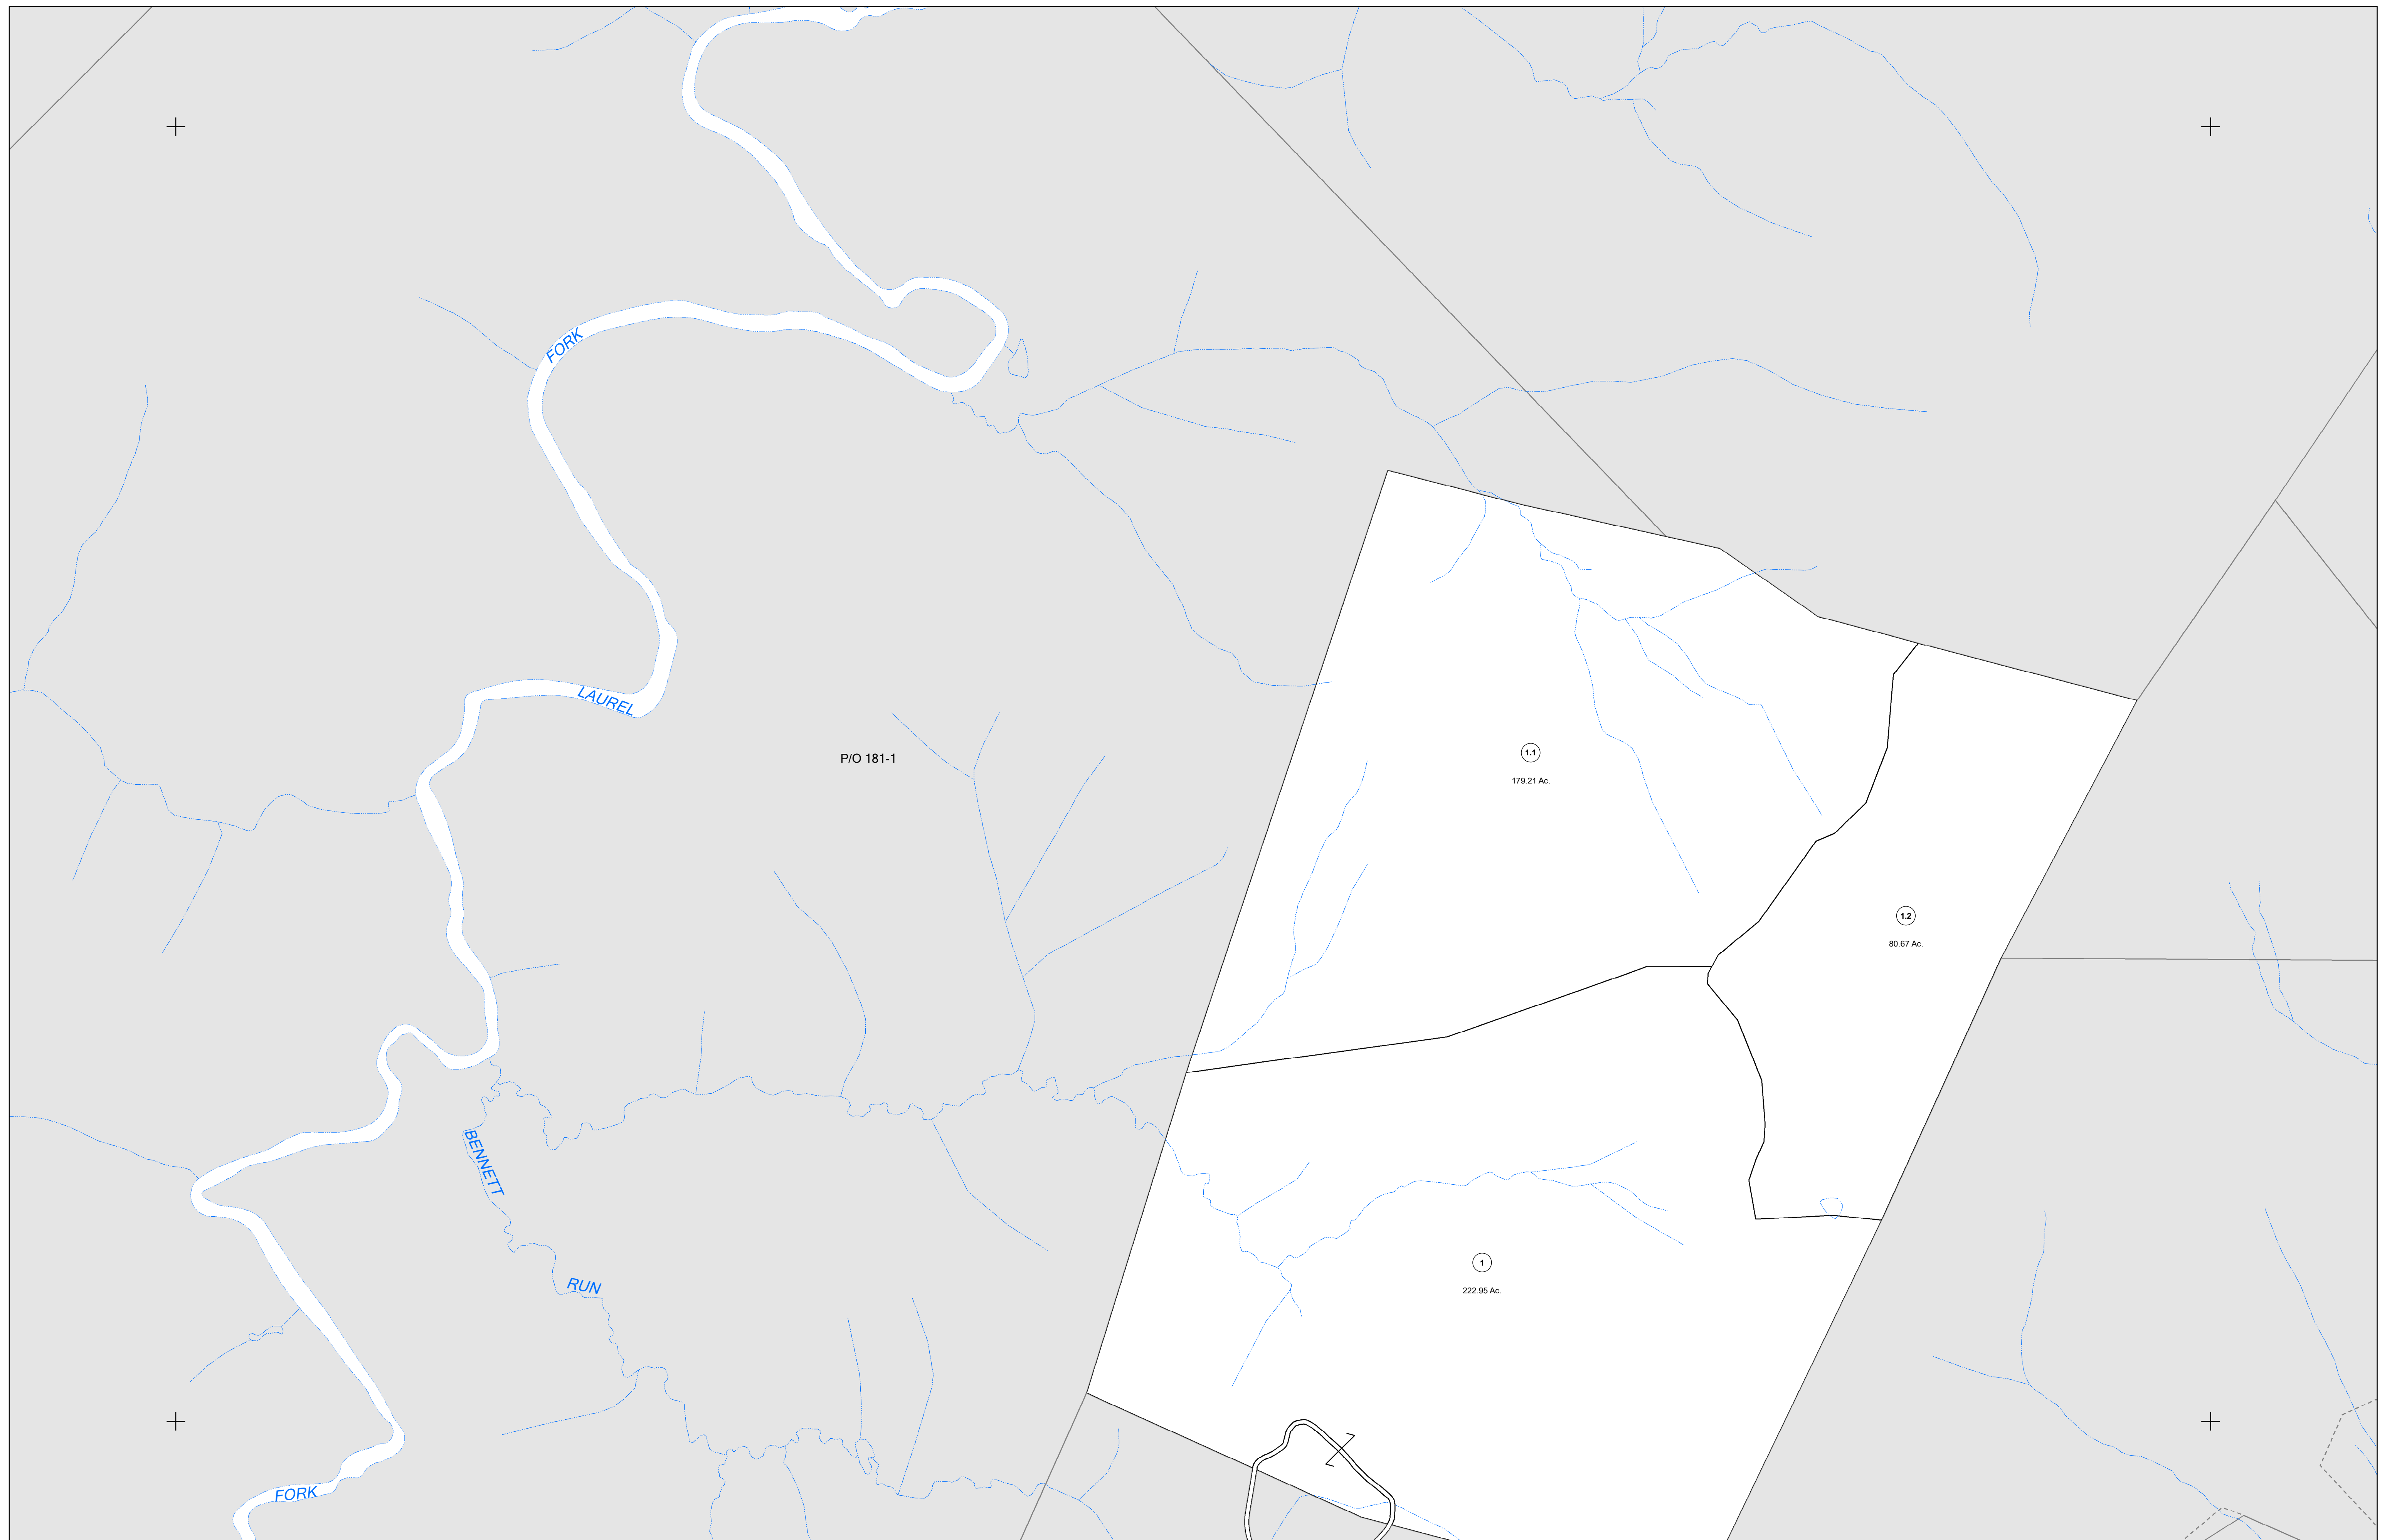 FORK
LAUREL
P/O 181-1
1.1
179.21 Ac.
1.2
80.67 Ac.
BENNETT
RUN
1
222.95 Ac.
FORK